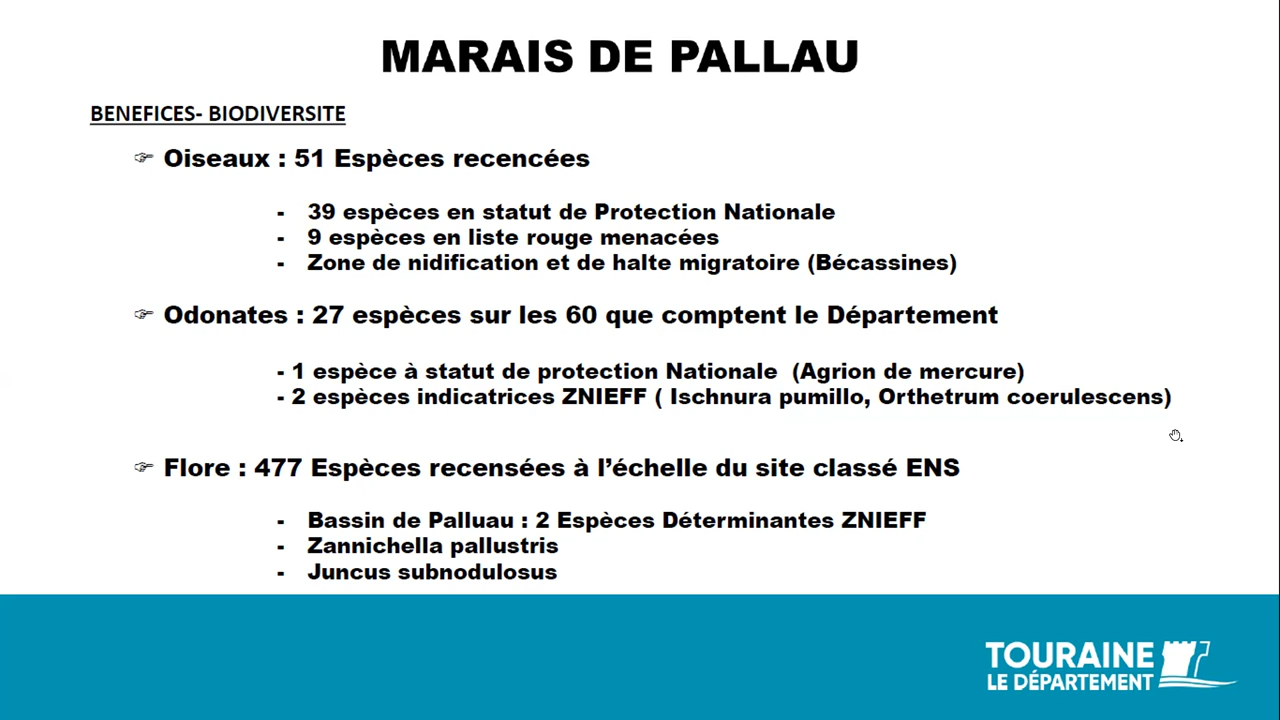 MARAIS DE PALLAU
BENEFICES- BIODIVERSITE
Oiseaux : 51 Espèces recencées
- 39 espèces en statut de Protection Nationale
- 9 espèces en liste rouge menacées
- Zone de nidification et de halte migratoire (Bécassines)
Odonates : 27 espèces sur les 60 que comptent le Département
- 1 espèce à statut de protection Nationale (Agrion de mercure)
- 2 espèces indicatrices ZNIEFF ( Ischnura pumillo, Orthetrum coerulescens)
Flore : 477 Espèces recensées à l’échelle du site classé ENS
- Bassin de Palluau : 2 Espèces Déterminantes ZNIEFF
- Zannichella pallustris
- Juncus subnodulosus
TOURAINE
LE DÉPARTEMENT